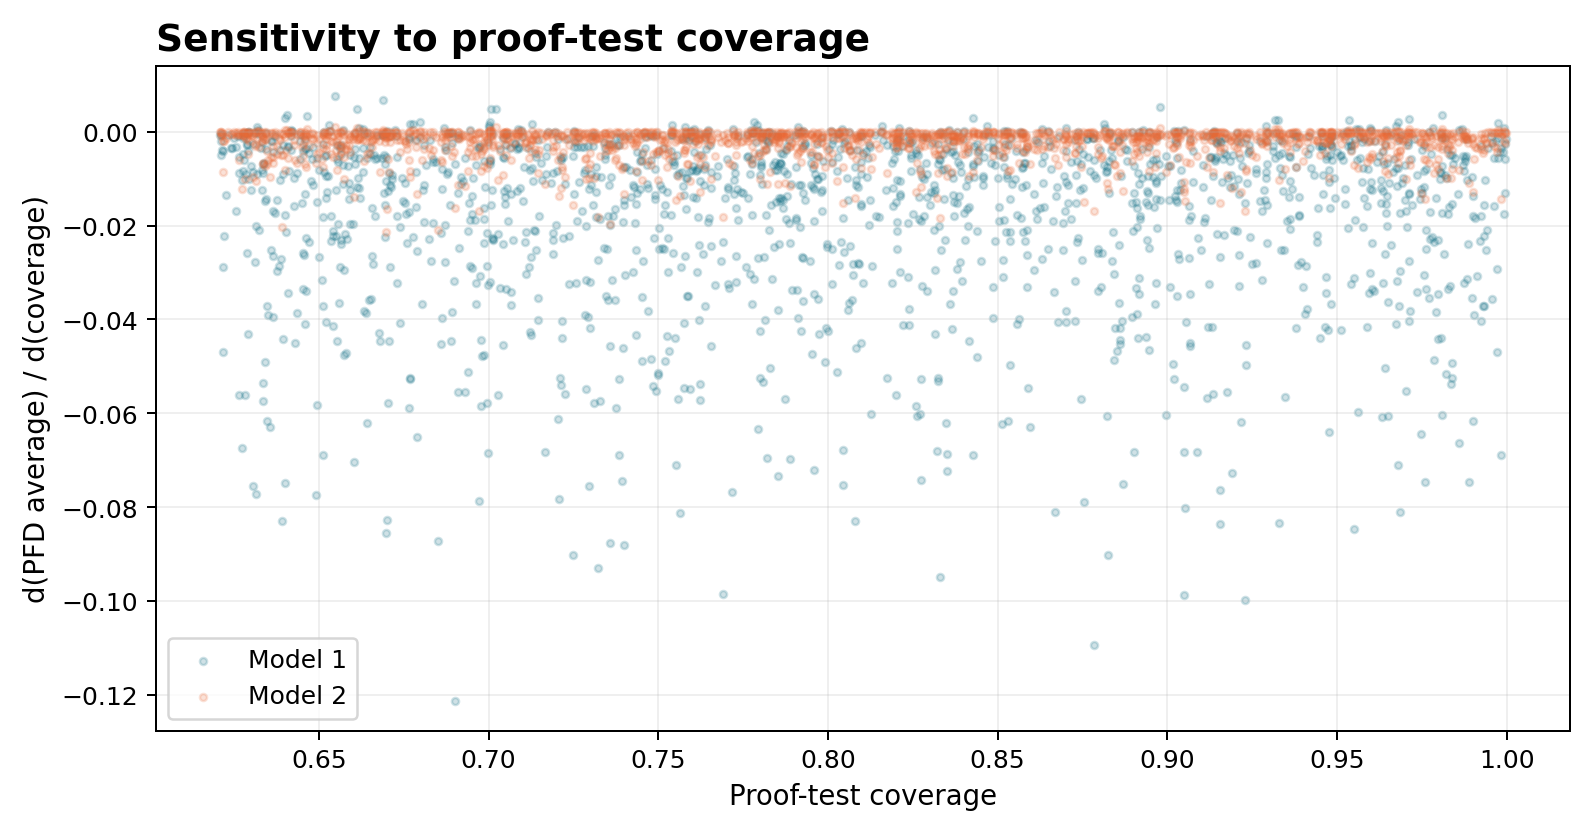 Sensitivity to proof-test coverage
d(PFD average) / d(coverage)
0.00
−0.02
−0.04
−0.06
−0.08
−0.10
−0.12
Model 1
Model 2
0.65 0.70 0.75 0.80 0.85 0.90 0.95 1.00
Proof-test coverage